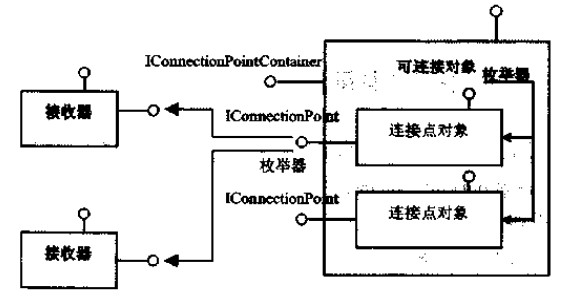 IConnectionPointContainer
可连接对象
枚举器
接收器
IConnectionPoint
连接点对象
枚举器
IConnectionPoint
连接点对象
接收器